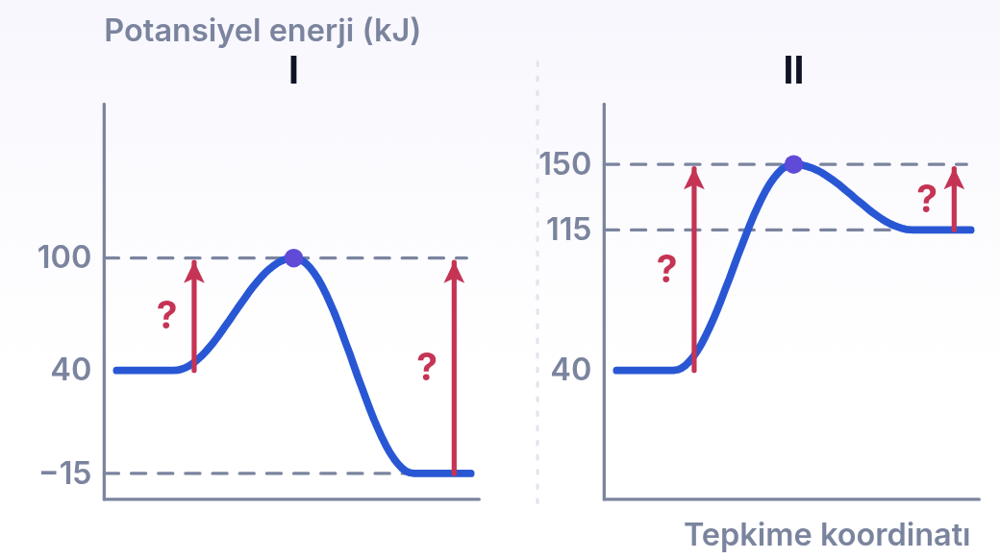 Potansiyel enerji (kJ)
I
100
?
?
40
−15
II
150
?
115
?
40
Tepkime koordinatı